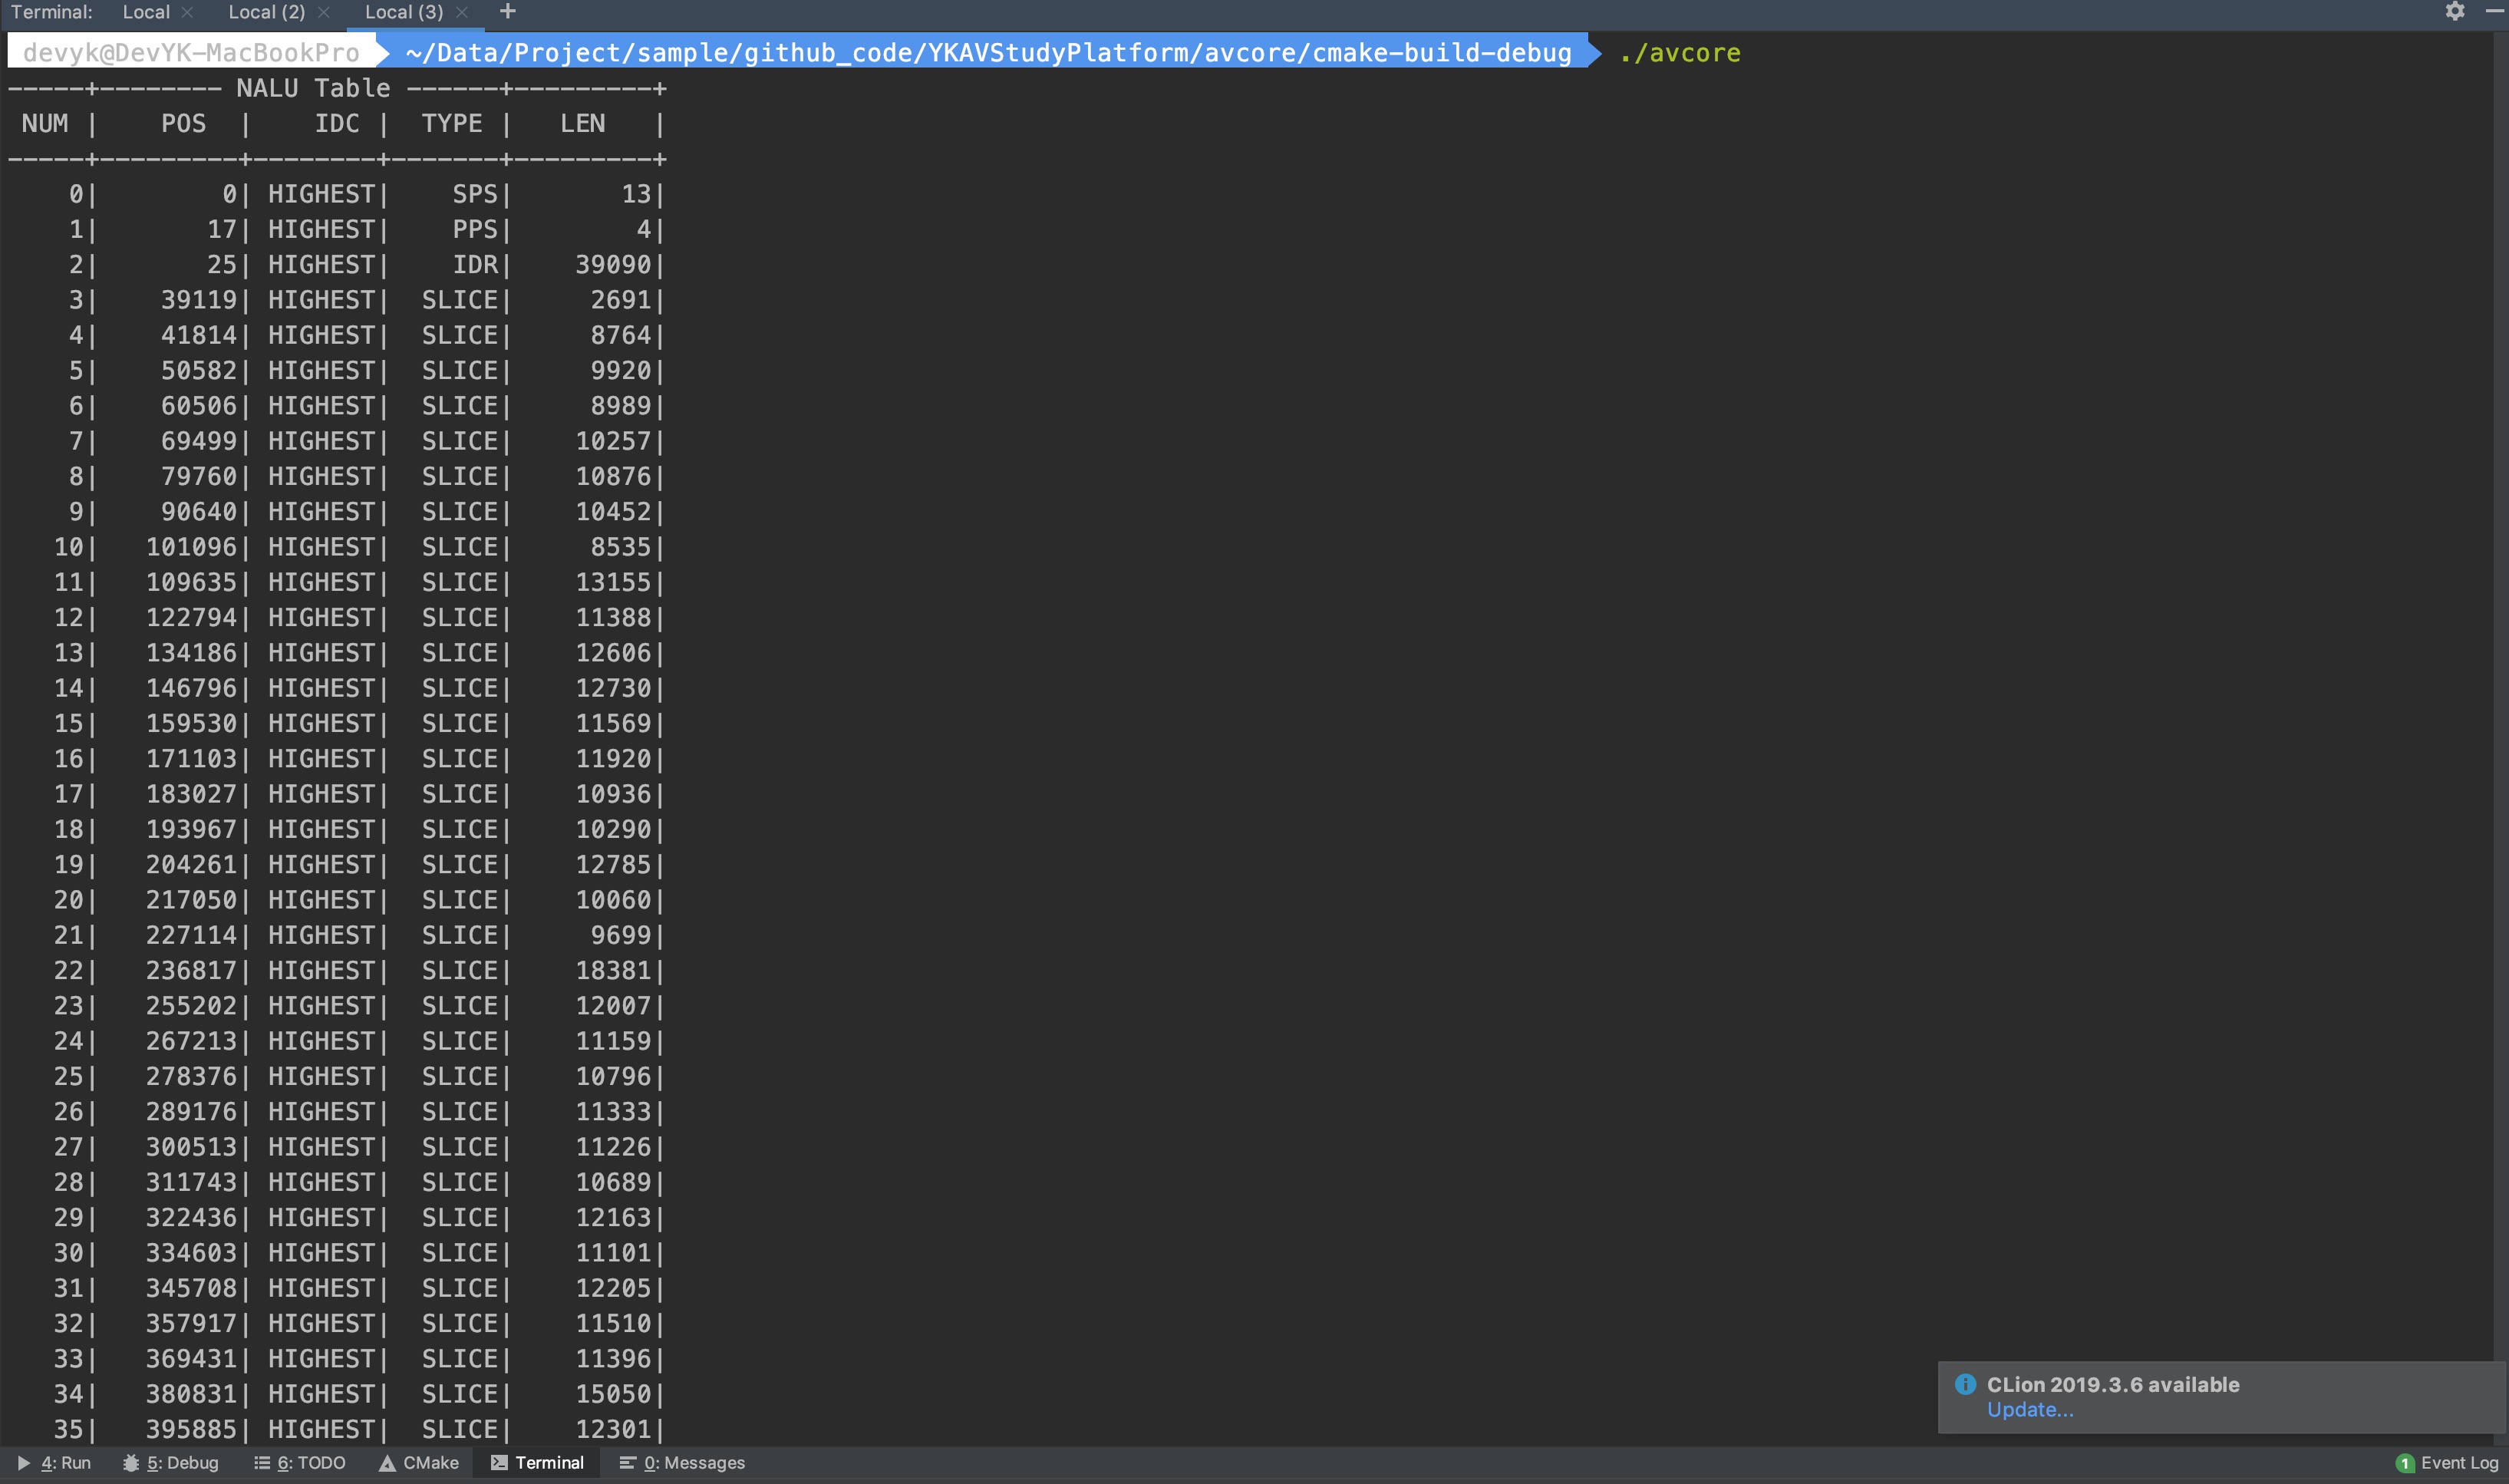 Terminal: Local × Local (2) × Local (3) × +
devyk@DevYK-MacBookPro ~/Data/Project/sample/github_code/YKAVStudyPlatform/avcore/cmake-build-debug ./avcore
-----+-------- NALU Table ------+---------+
NUM | POS | IDC | TYPE | LEN |
-----+---------+--------+-------+---------+
0| 0| HIGHEST| SPS| 13|
1| 17| HIGHEST| PPS| 4|
2| 25| HIGHEST| IDR| 39090|
3| 39119| HIGHEST| SLICE| 2691|
4| 41814| HIGHEST| SLICE| 8764|
5| 50582| HIGHEST| SLICE| 9920|
6| 60506| HIGHEST| SLICE| 8989|
7| 69499| HIGHEST| SLICE| 10257|
8| 79760| HIGHEST| SLICE| 10876|
9| 90640| HIGHEST| SLICE| 10452|
10| 101096| HIGHEST| SLICE| 8535|
11| 109635| HIGHEST| SLICE| 13155|
12| 122794| HIGHEST| SLICE| 11388|
13| 134186| HIGHEST| SLICE| 12606|
14| 146796| HIGHEST| SLICE| 12730|
15| 159530| HIGHEST| SLICE| 11569|
16| 171103| HIGHEST| SLICE| 11920|
17| 183027| HIGHEST| SLICE| 10936|
18| 193967| HIGHEST| SLICE| 10290|
19| 204261| HIGHEST| SLICE| 12785|
20| 217050| HIGHEST| SLICE| 10060|
21| 227114| HIGHEST| SLICE| 9699|
22| 236817| HIGHEST| SLICE| 18381|
23| 255202| HIGHEST| SLICE| 12007|
24| 267213| HIGHEST| SLICE| 11159|
25| 278376| HIGHEST| SLICE| 10796|
26| 289176| HIGHEST| SLICE| 11333|
27| 300513| HIGHEST| SLICE| 11226|
28| 311743| HIGHEST| SLICE| 10689|
29| 322436| HIGHEST| SLICE| 12163|
30| 334603| HIGHEST| SLICE| 11101|
31| 345708| HIGHEST| SLICE| 12205|
32| 357917| HIGHEST| SLICE| 11510|
33| 369431| HIGHEST| SLICE| 11396|
34| 380831| HIGHEST| SLICE| 15050|
35| 395885| HIGHEST| SLICE| 12301|
CLion 2019.3.6 available
Update...
4: Run 5: Debug 6: TODO CMake Terminal 0: Messages 1 Event Log